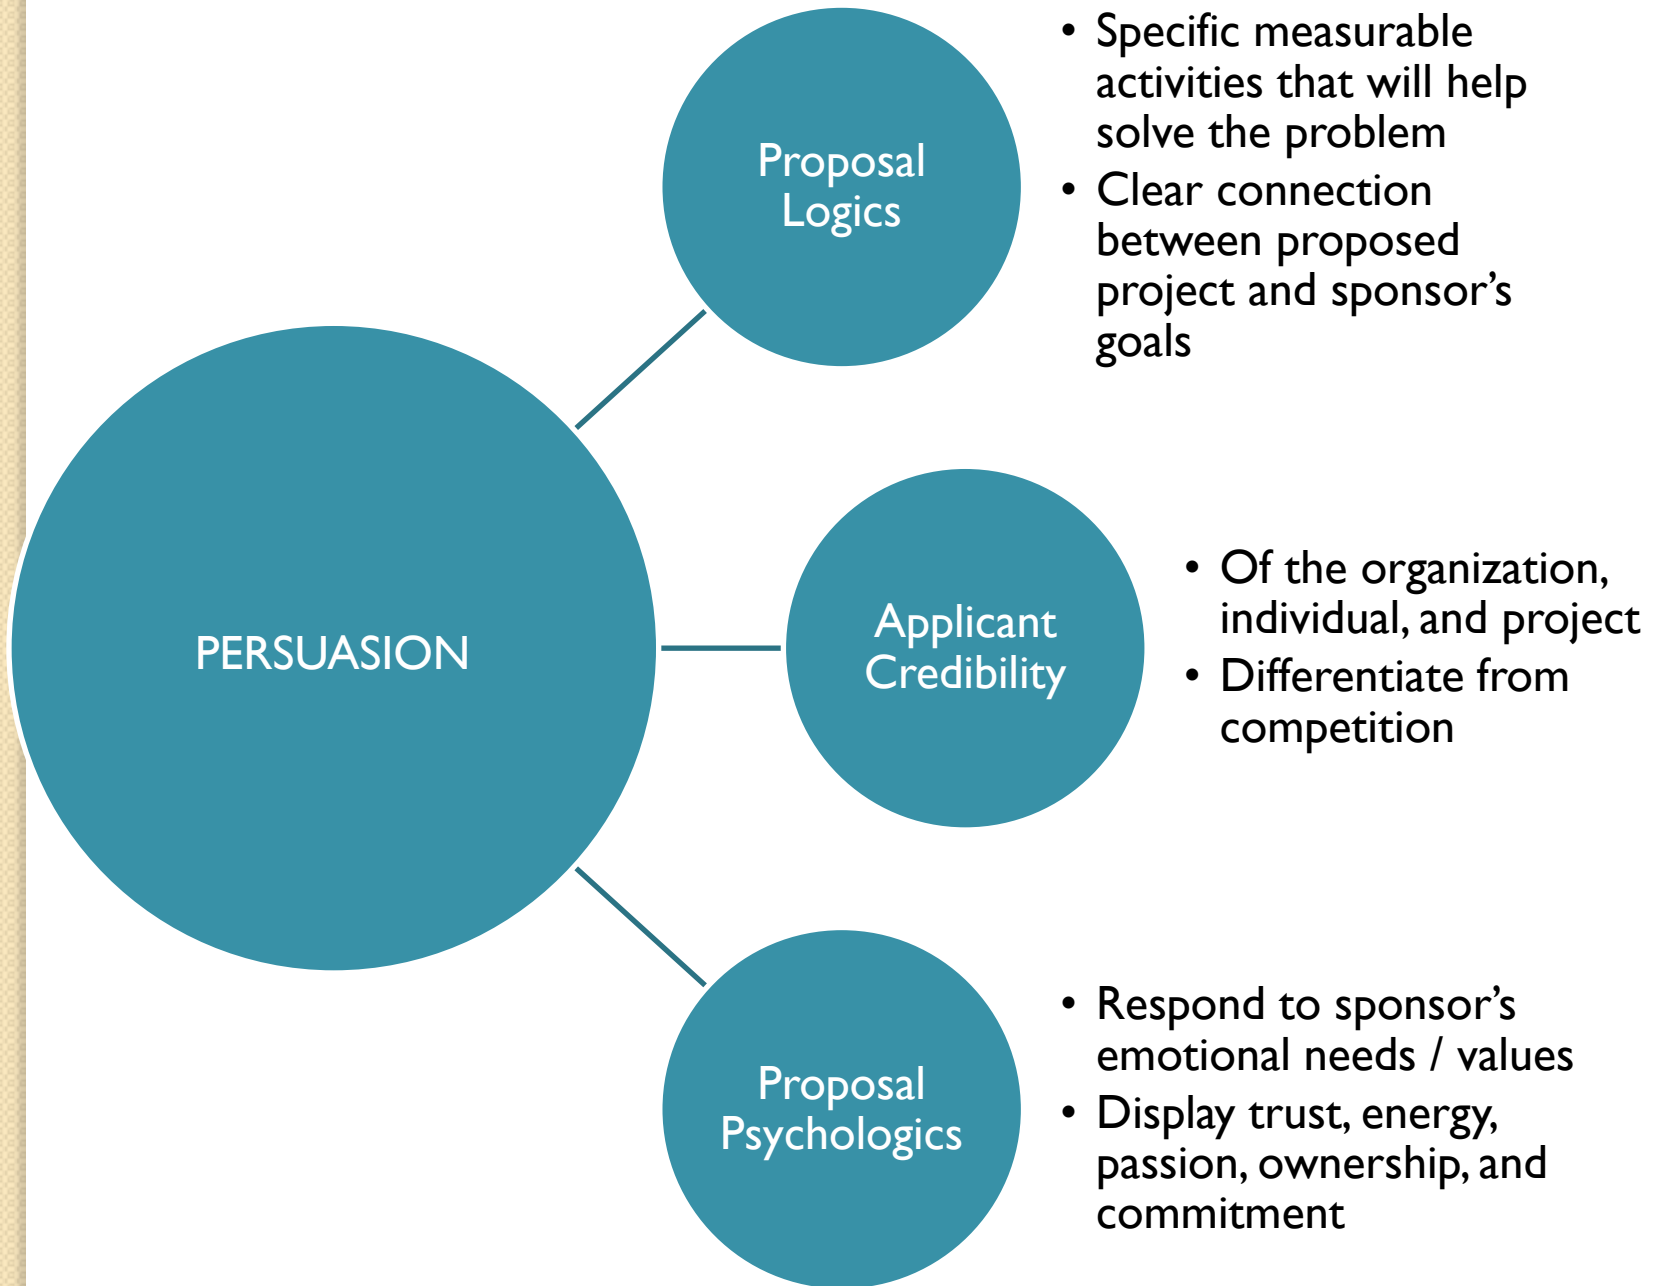 PERSUASION
Proposal
Logics
• Specific measurable
activities that will help
solve the problem
• Clear connection
between proposed
project and sponsor’s
goals
Applicant
Credibility
• Of the organization,
individual, and project
• Differentiate from
competition
Proposal
Psychologics
• Respond to sponsor’s
emotional needs / values
• Display trust, energy,
passion, ownership, and
commitment